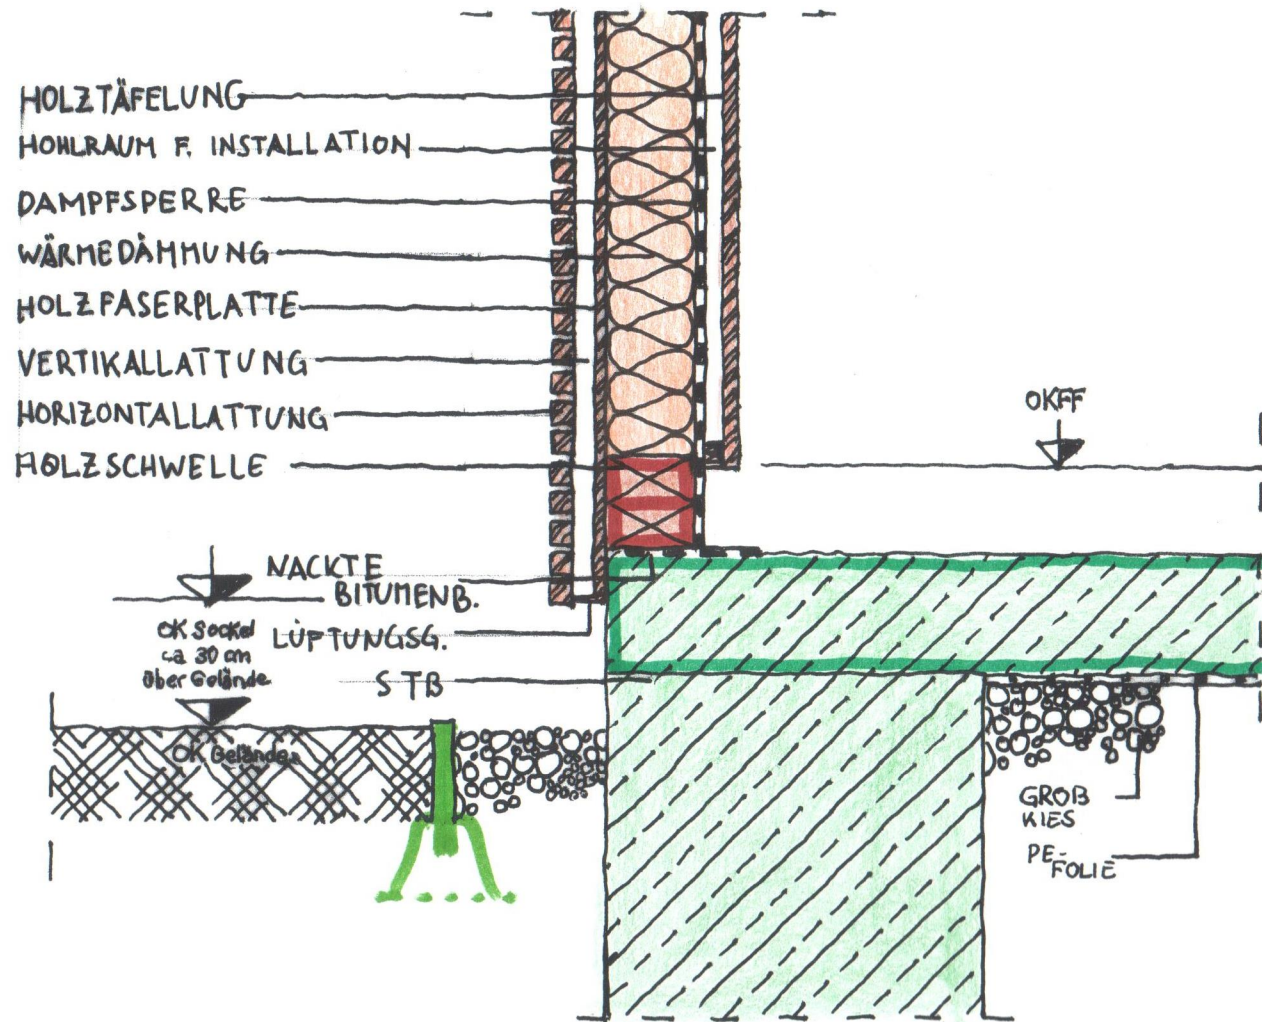 HOLZTÄFELUNG
HOHLRAUM F. INSTALLATION
DAMPFSPERRE
WÄRMEDÄMMUNG
HOLZFASERPLATTE
VERTIKALLATTUNG
HORIZONTALLATTUNG
HOLZSCHWELLE
OKFF
NACKTE
BITUMENB.
LÜFTUNGSG.
OK Sockel
ca 30 cm
über Gelände
STB
OK Gelände
GROß
KIES
PE-
FOLIE